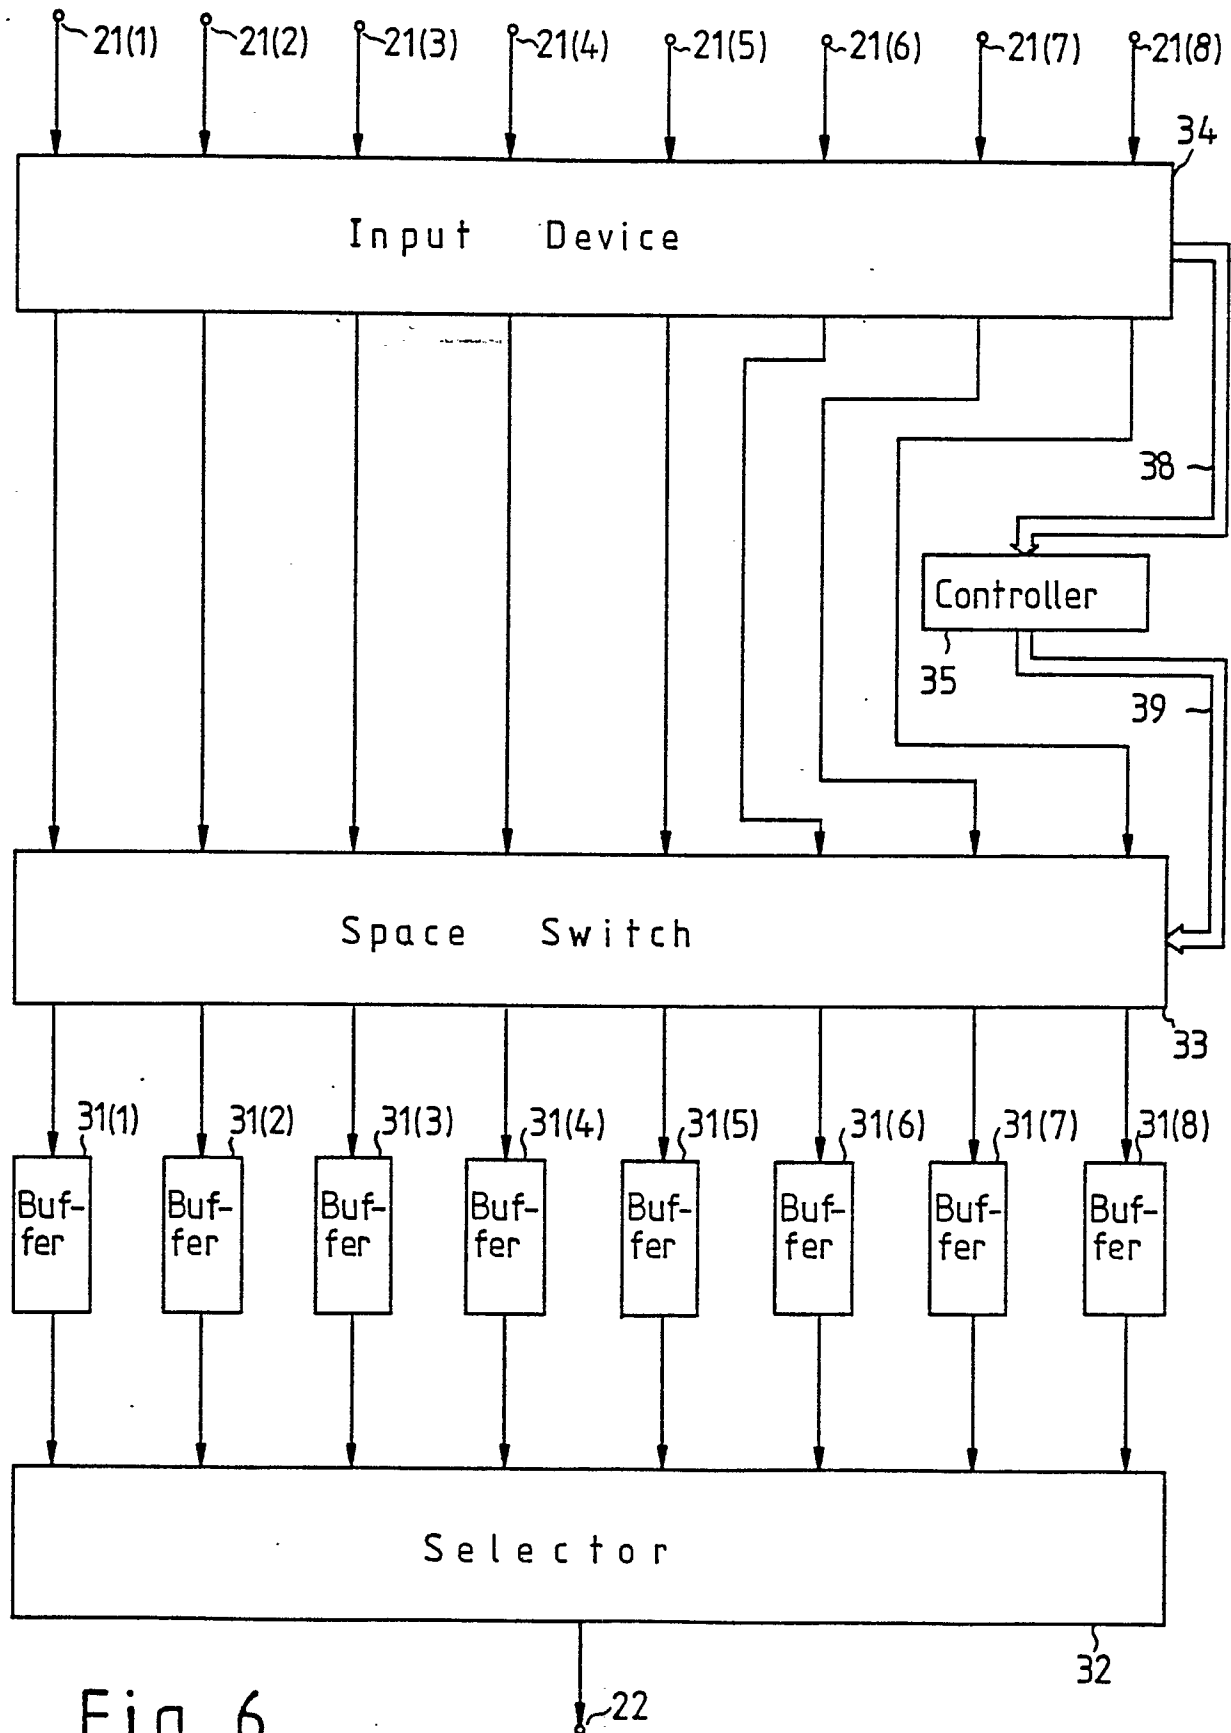 21(1) 21(2) 21(3) 21(4) 21(5) 21(6) 21(7) 21(8)
34
Input Device
38
Controller
35
39
Space Switch
33
31(1) 31(2) 31(3) 31(4) 31(5) 31(6) 31(7) 31(8)
Buf- Buf- Buf- Buf- Buf- Buf- Buf- Buf-
fer fer fer fer fer fer fer fer
Selector
32
22
Fig 6